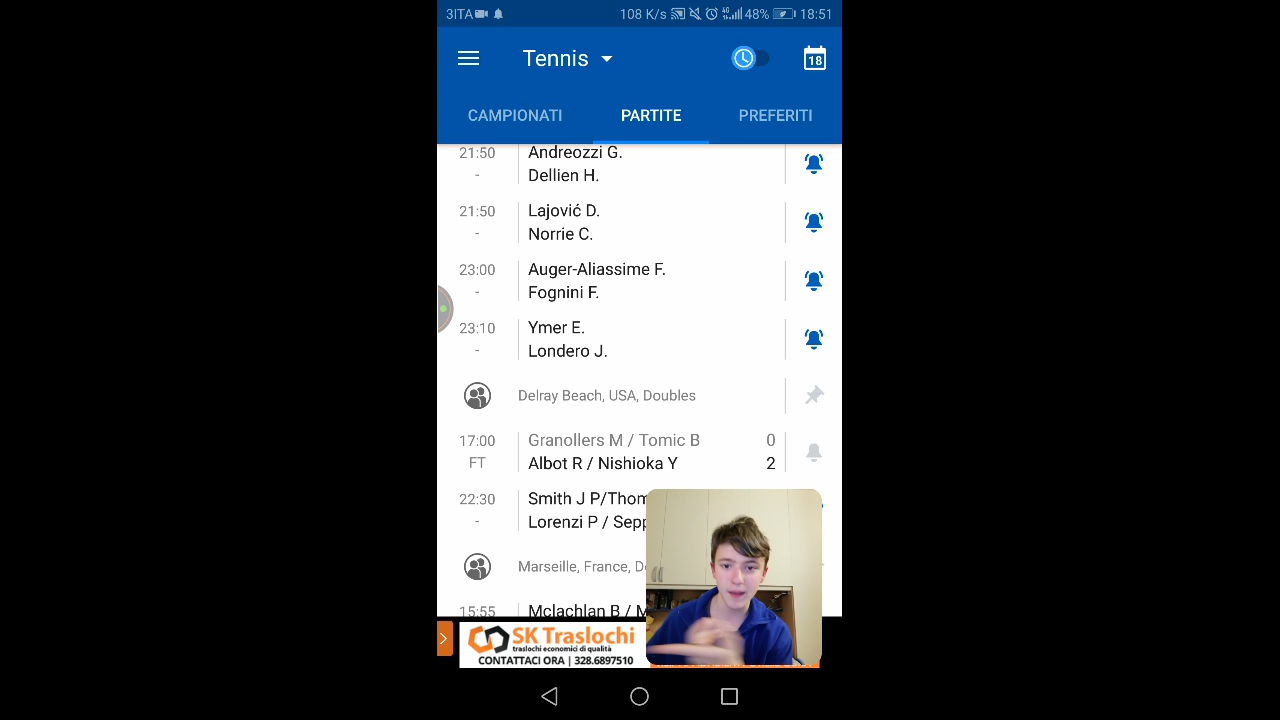 3ITA 108 K/s 4G 48% 18:51
Tennis 18
CAMPIONATI PARTITE PREFERITI
21:50 Andreozzi G.
- Dellien H.
21:50 Lajović D.
- Norrie C.
23:00 Auger-Aliassime F.
- Fognini F.
23:10 Ymer E.
- Londero J.
Delray Beach, USA, Doubles
17:00 Granollers M / Tomic B 0
FT Albot R / Nishioka Y 2
22:30 Smith J P/Thom
- Lorenzi P / Sepp
Marseille, France, D
15:55 Mclachlan B / M
SK Traslochi
traslochi economici di qualità
CONTATTACI ORA | 328.6897510